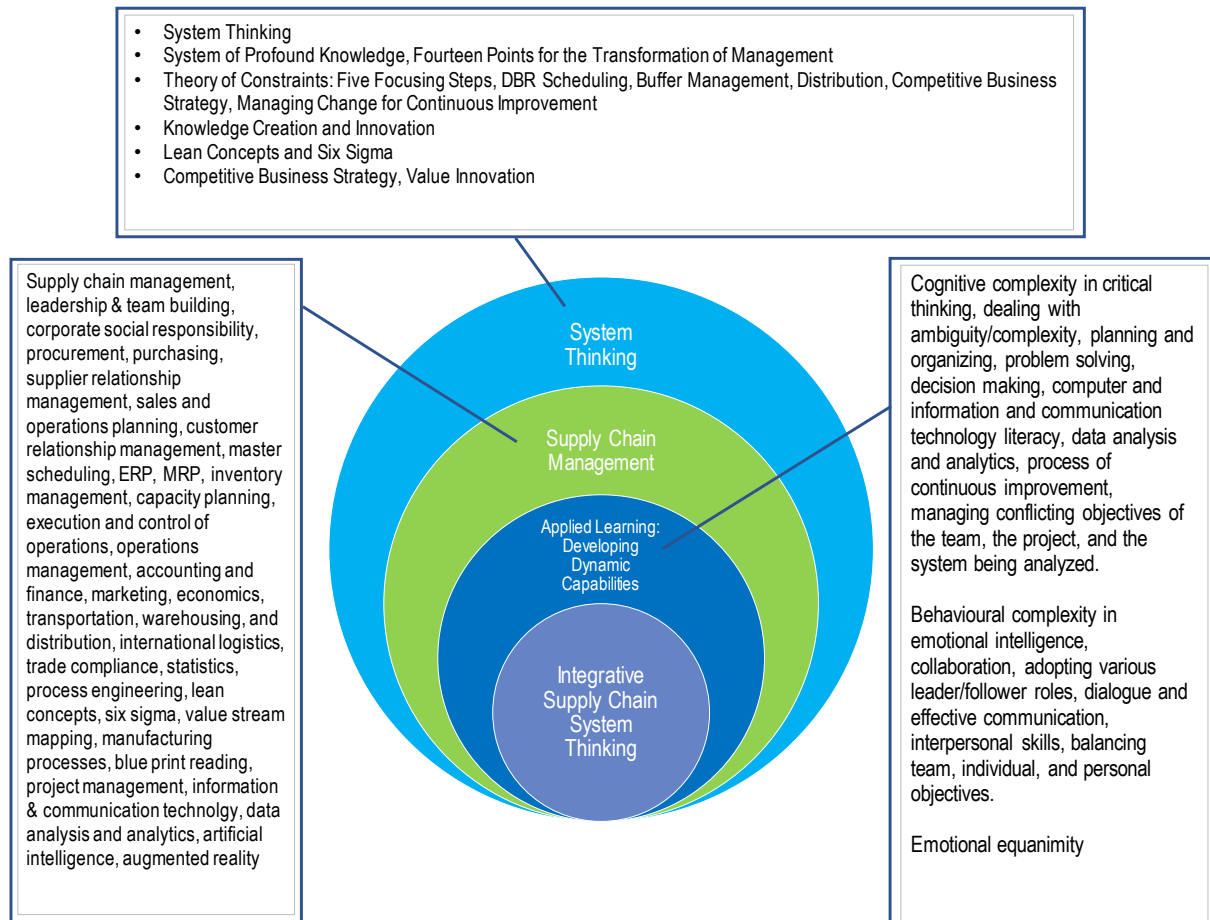 • System Thinking
• System of Profound Knowledge, Fourteen Points for the Transformation of Management
• Theory of Constraints: Five Focusing Steps, DBR Scheduling, Buffer Management, Distribution, Competitive Business
Strategy, Managing Change for Continuous Improvement
• Knowledge Creation and Innovation
• Lean Concepts and Six Sigma
• Competitive Business Strategy, Value Innovation
Supply chain management,
leadership & team building,
corporate social responsibility,
procurement, purchasing,
supplier relationship
management, sales and
operations planning, customer
relationship management, master
scheduling, ERP, MRP, inventory
management, capacity planning,
execution and control of
operations, operations
management, accounting and
finance, marketing, economics,
transportation, warehousing, and
distribution, international logistics,
trade compliance, statistics,
process engineering, lean
concepts, six sigma, value stream
mapping, manufacturing
processes, blue print reading,
project management, information
& communication technolgy, data
analysis and analytics, artificial
intelligence, augmented reality
System
Thinking
Supply Chain
Management
Applied Learning:
Developing
Dynamic
Capabilities
Integrative
Supply Chain
System
Thinking
Cognitive complexity in critical
thinking, dealing with
ambiguity/complexity, planning and
organizing, problem solving,
decision making, computer and
information and communication
technology literacy, data analysis
and analytics, process of
continuous improvement,
managing conflicting objectives of
the team, the project, and the
system being analyzed.
Behavioural complexity in
emotional intelligence,
collaboration, adopting various
leader/follower roles, dialogue and
effective communication,
interpersonal skills, balancing
team, individual, and personal
objectives.
Emotional equanimity